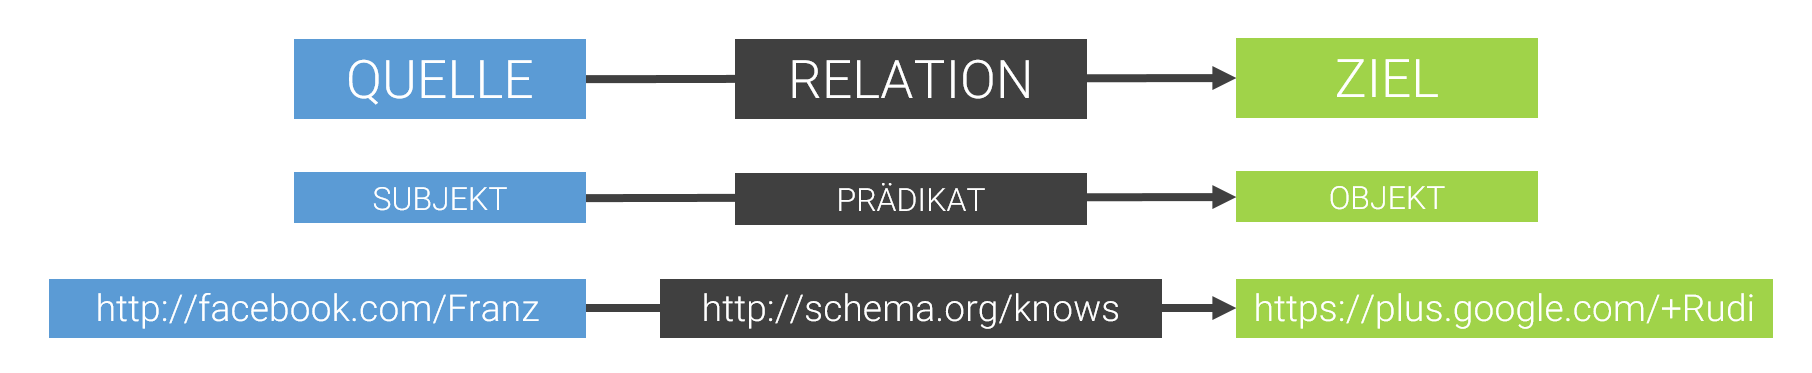 QUELLE RELATION ZIEL
SUBJEKT PRÄDIKAT OBJEKT
http://facebook.com/Franz http://schema.org/knows https://plus.google.com/+Rudi